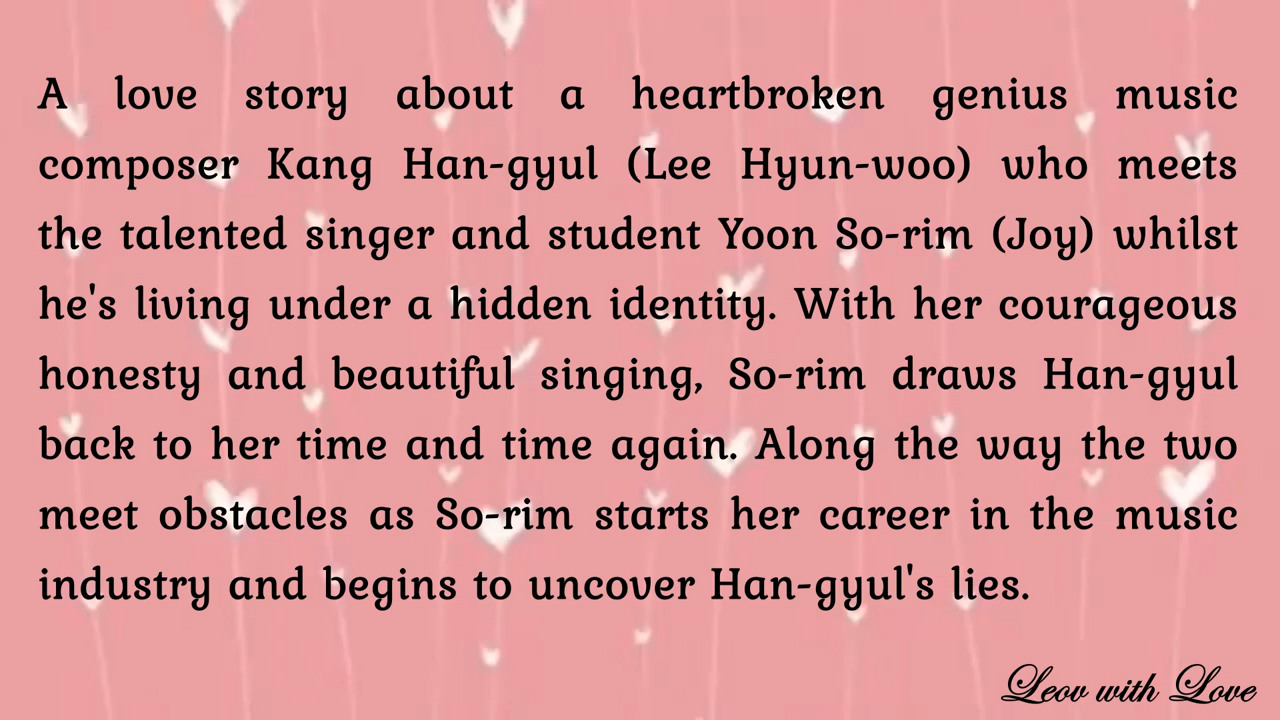 A love story about a heartbroken genius music
composer Kang Han-gyul (Lee Hyun-woo) who meets
the talented singer and student Yoon So-rim (Joy) whilst
he's living under a hidden identity. With her courageous
honesty and beautiful singing, So-rim draws Han-gyul
back to her time and time again. Along the way the two
meet obstacles as So-rim starts her career in the music
industry and begins to uncover Han-gyul's lies.
Leov with Love